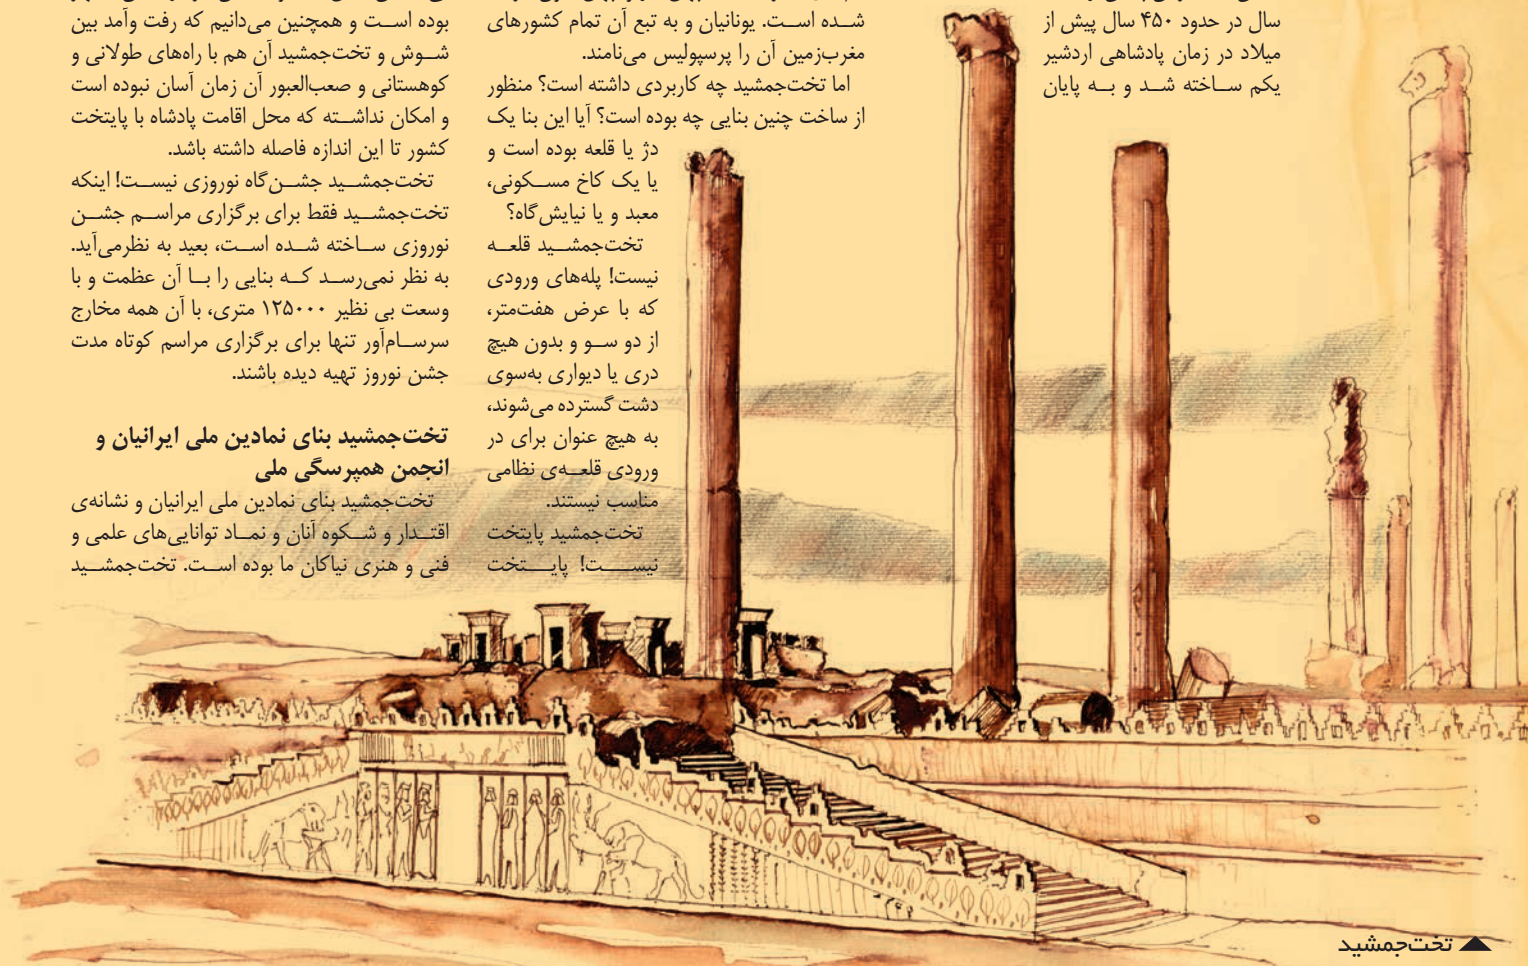 سال در حدود ۴۵۰ سال پیش از
میلاد در زمان پادشاهی اردشیر
یکم ساخته شد و به پایان
شده است. یونانیان و به تبع آن تمام کشورهای
مغرب‌زمین آن را پرسپولیس می‌نامند.
اما تخت‌جمشید چه کاربردی داشته است؟ منظور
از ساخت چنین بنایی چه بوده است؟ آیا این بنا یک
دژ یا قلعه بوده است و
یا یک کاخ مسکونی،
معبد و یا نیایش‌گاه؟
تخت‌جمشید قلعه
نیست! پله‌های ورودی
که با عرض هفت‌متر،
از دو سو و بدون هیچ
دری یا دیواری به‌سوی
دشت گسترده می‌شوند،
به هیچ عنوان برای در
ورودی قلعه‌ی نظامی
مناسب نیستند.
تخت‌جمشید پایتخت
نیست! پایتخت
بوده است و همچنین می‌دانیم که رفت وآمد بین
شوش و تخت‌جمشید آن هم با راه‌های طولانی و
کوهستانی و صعب‌العبور آن زمان آسان نبوده است
و امکان نداشته که محل اقامت پادشاه با پایتخت
کشور تا این اندازه فاصله داشته باشد.
تخت‌جمشید جشن‌گاه نوروزی نیست! اینکه
تخت‌جمشید فقط برای برگزاری مراسم جشن
نوروزی ساخته شده است، بعید به نظرمی‌آید.
به نظر نمی‌رسد که بنایی را با آن عظمت و با
وسعت بی نظیر ۱۲۵۰۰۰ متری، با آن همه مخارج
سرسام‌آور تنها برای برگزاری مراسم کوتاه مدت
جشن نوروز تهیه دیده باشند.
تخت‌جمشید بنای نمادین ملی ایرانیان و
انجمن همپرسگی ملی
تخت‌جمشید بنای نمادین ملی ایرانیان و نشانه‌ی
اقتدار و شکوه آنان و نماد توانایی‌های علمی و
فنی و هنری نیاکان ما بوده است. تخت‌جمشید
تخت‌جمشید